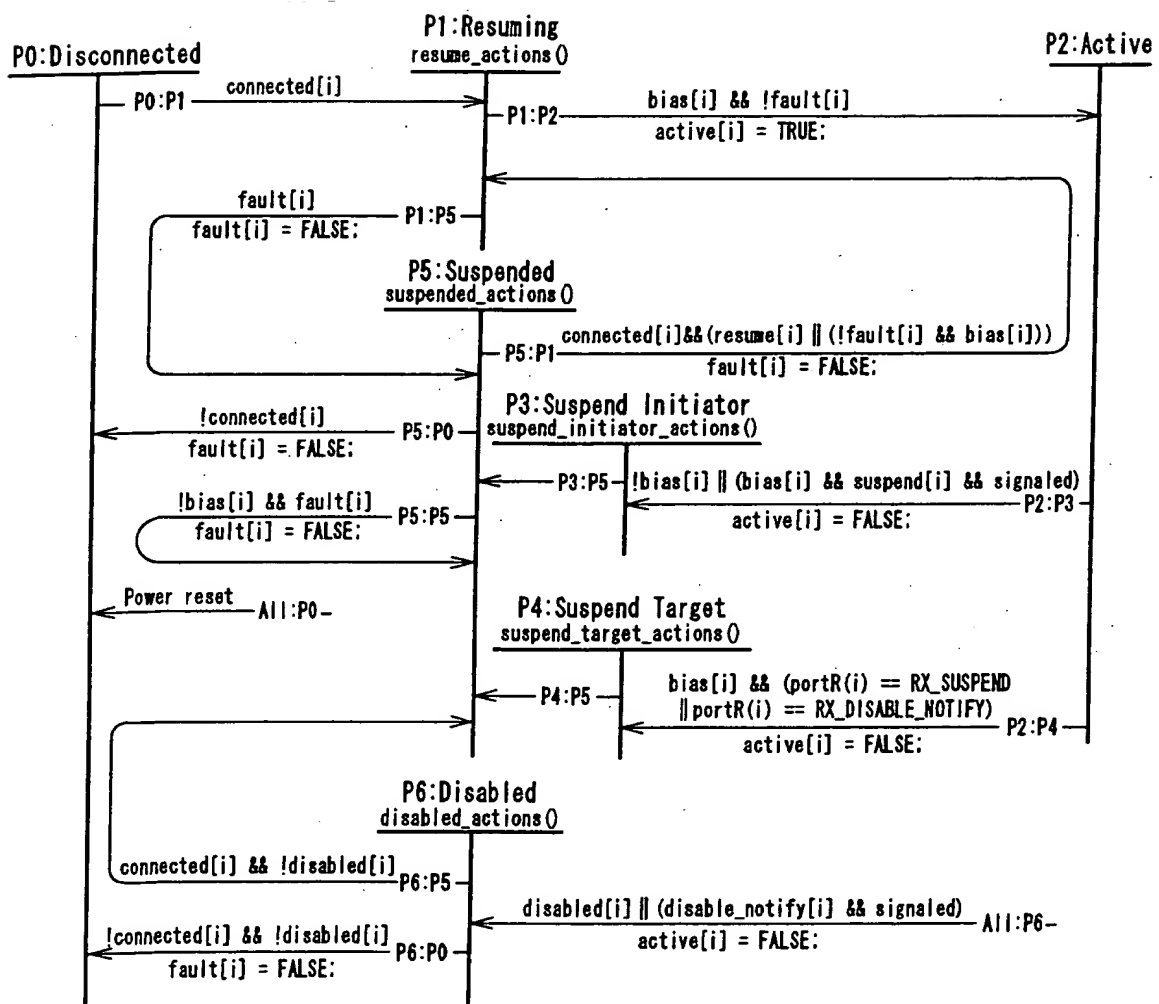 P1:Resuming
resume_actions()
P0:Disconnected
P2:Active
connected[i]
P0:P1
bias[i] && !fault[i]
P1:P2
active[i] = TRUE;
fault[i]
P1:P5
fault[i] = FALSE;
P5:Suspended
suspended_actions()
connected[i]&&(resume[i] || (!fault[i] && bias[i]))
P5:P1
fault[i] = FALSE;
P3:Suspend Initiator
suspend_initiator_actions()
!connected[i]
P5:P0
fault[i] = FALSE;
P3:P5
!bias[i] || (bias[i] && suspend[i] && signaled)
P2:P3
active[i] = FALSE;
!bias[i] && fault[i]
P5:P5
fault[i] = FALSE;
Power reset
All:P0
P4:Suspend Target
suspend_target_actions()
P4:P5
bias[i] && (portR(i) == RX_SUSPEND
|| portR(i) == RX_DISABLE_NOTIFY)
P2:P4
active[i] = FALSE;
P6:Disabled
disabled_actions()
connected[i] && !disabled[i]
P6:P5
disabled[i] || (disable_notify[i] && signaled)
All:P6
active[i] = FALSE;
!connected[i] && !disabled[i]
P6:P0
fault[i] = FALSE;